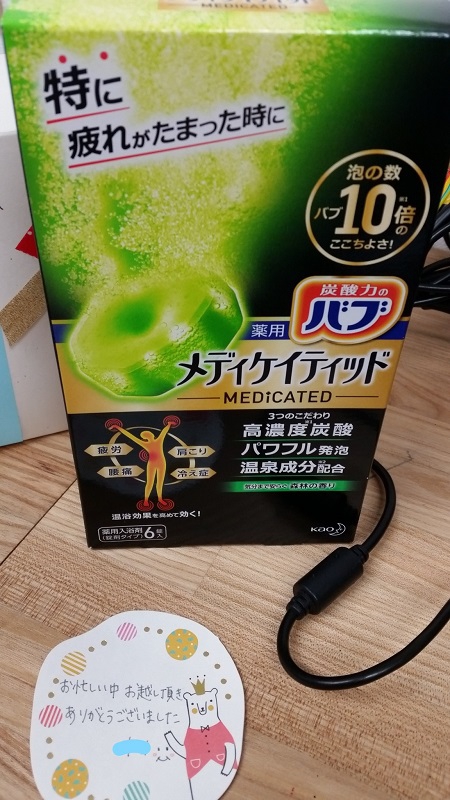 特に
疲れがたまった時に
泡の数
バブ10倍の※1
ここちよさ!
炭酸力の
バブ
薬用
メディケイティッド
MEDiCATED
3つのこだわり
高濃度炭酸
パワフル発泡
温泉成分配合
森林の香り
疲労
肩こり
腰痛
冷え症
温浴効果を高めて効く!
薬用入浴剤
(錠剤タイプ)
6錠入
Kao
お忙しい中 お越し頂き
ありがとうございました